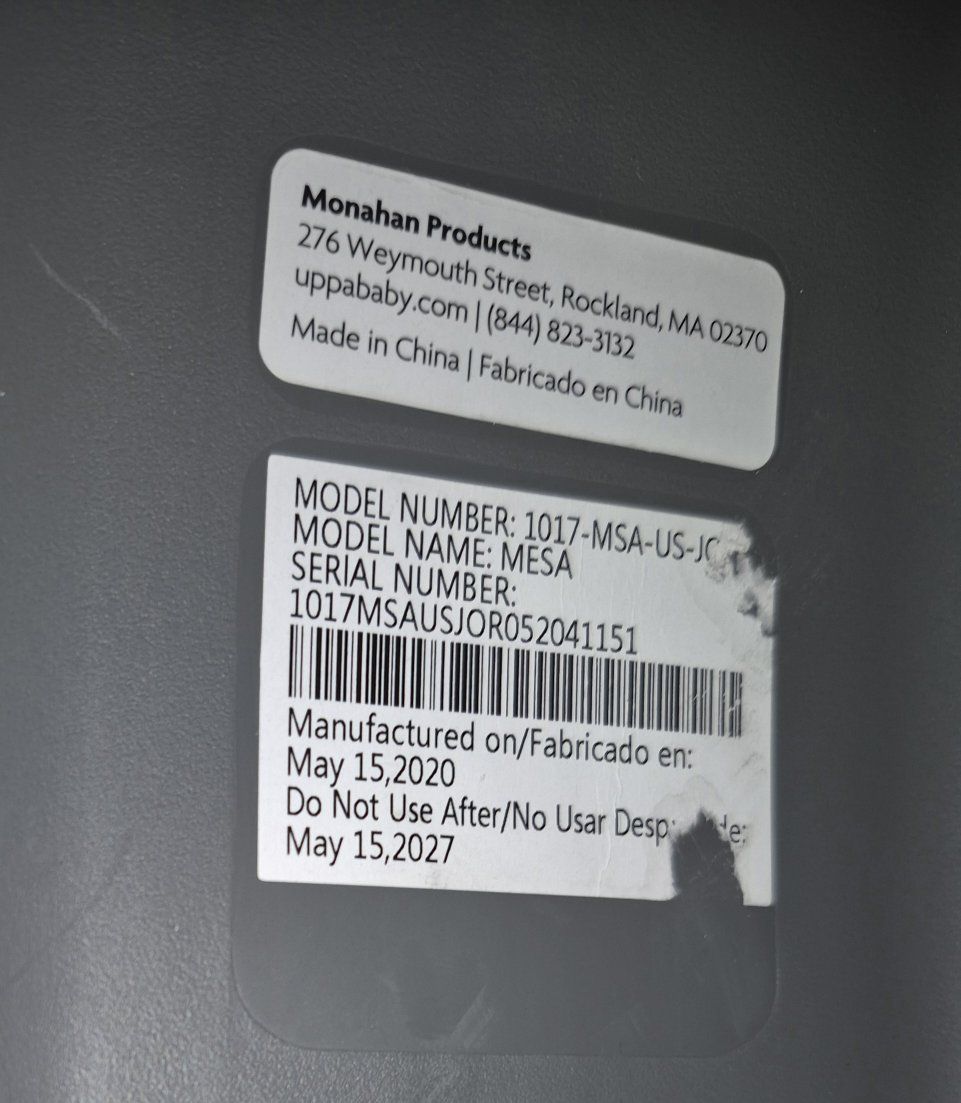 Monahan Products
276 Weymouth Street, Rockland, MA 02370
uppababy.com | (844) 823-3132
Made in China | Fabricado en China
MODEL NUMBER: 1017-MSA-US-
MODEL NAME: MESA
SERIAL NUMBER:
1017MSAUSJOR052041151
Manufactured on/Fabricado en:
May 15,2020
Do Not Use After/No Usar
May 15,2027